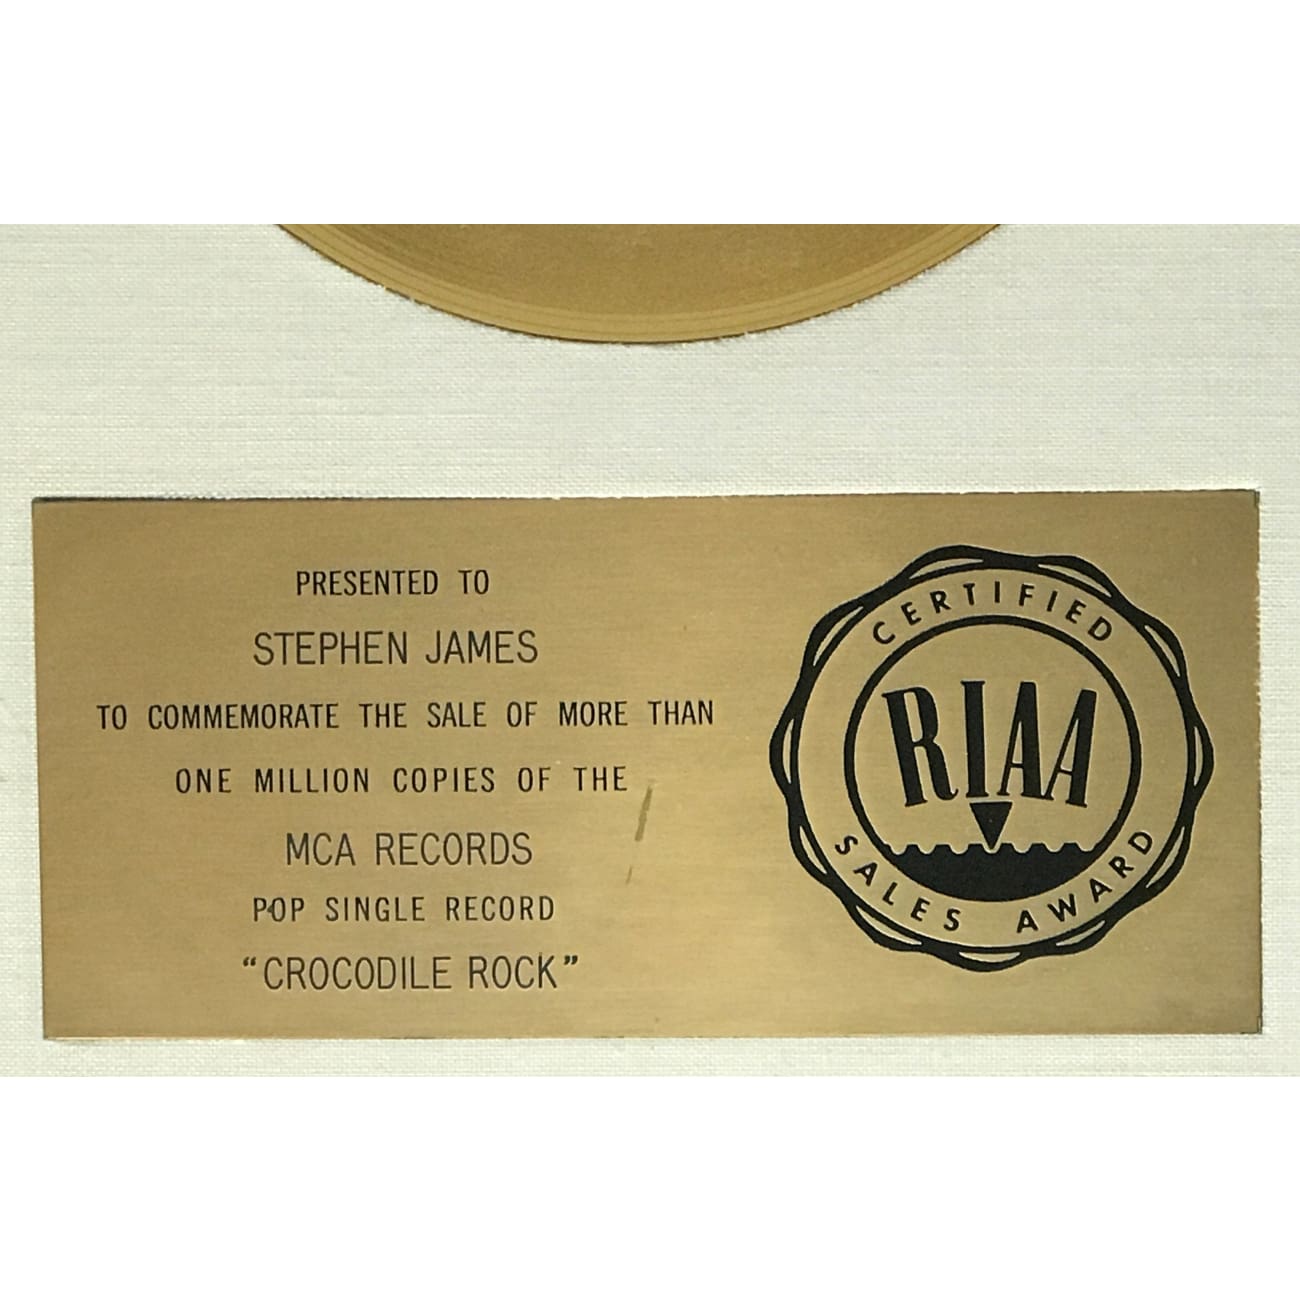 PRESENTED TO
STEPHEN JAMES
TO COMMEMORATE THE SALE OF MORE THAN
ONE MILLION COPIES OF THE
MCA RECORDS
POP SINGLE RECORD
“CROCODILE ROCK”
CERTIFIED
RIAA
SALES AWARD